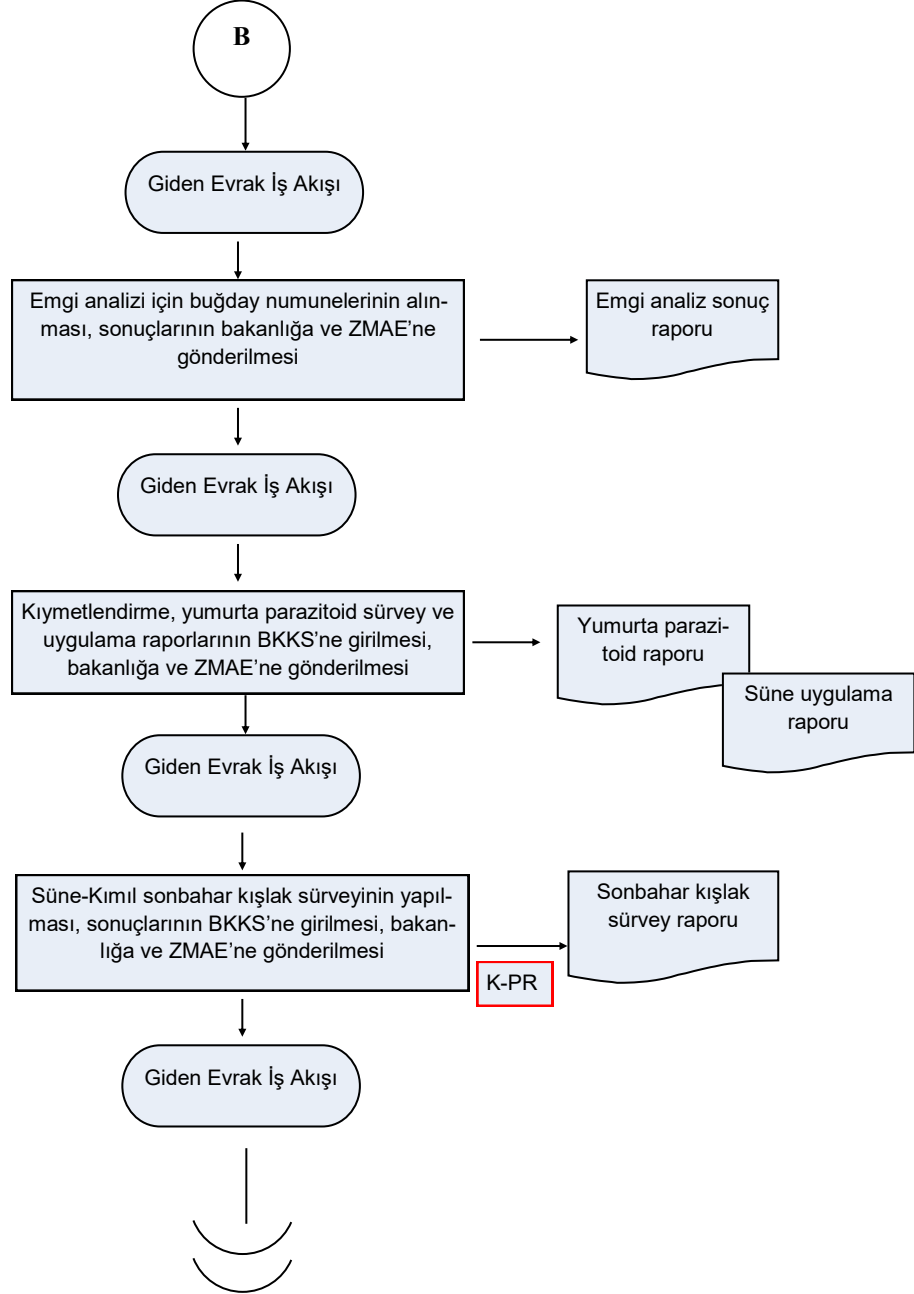 B
Giden Evrak İş Akışı
Emgi analizi için buğday numunelerinin alın-
ması, sonuçlarının bakanlığa ve ZMAE’ne
gönderilmesi
Emgi analiz sonuç
raporu
Giden Evrak İş Akışı
Kıymetlendirme, yumurta parazitoid sürvey ve
uygulama raporlarının BKKS’ne girilmesi,
bakanlığa ve ZMAE’ne gönderilmesi
Yumurta parazi-
toid raporu
Süne uygulama
raporu
Giden Evrak İş Akışı
Süne-Kımıl sonbahar kışlak sürveyinin yapıl-
ması, sonuçlarının BKKS’ne girilmesi, bakan-
lığa ve ZMAE’ne gönderilmesi
Sonbahar kışlak
sürvey raporu
K-PR
Giden Evrak İş Akışı